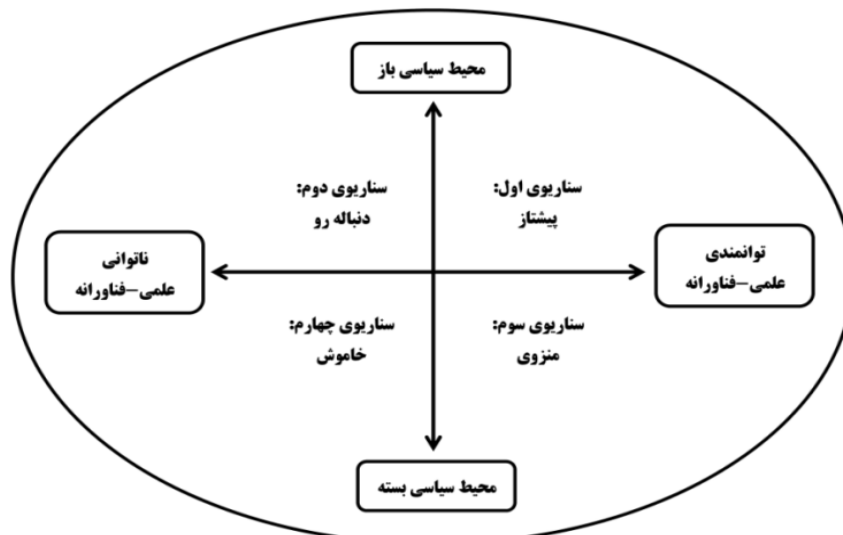 محیط سیاسی باز
سناریوی اول:
پیشتاز
سناریوی دوم:
دنباله رو
توانمندی
علمی-فناورانه
ناتوانی
علمی-فناورانه
سناریوی سوم:
منزوی
سناریوی چهارم:
خاموش
محیط سیاسی بسته